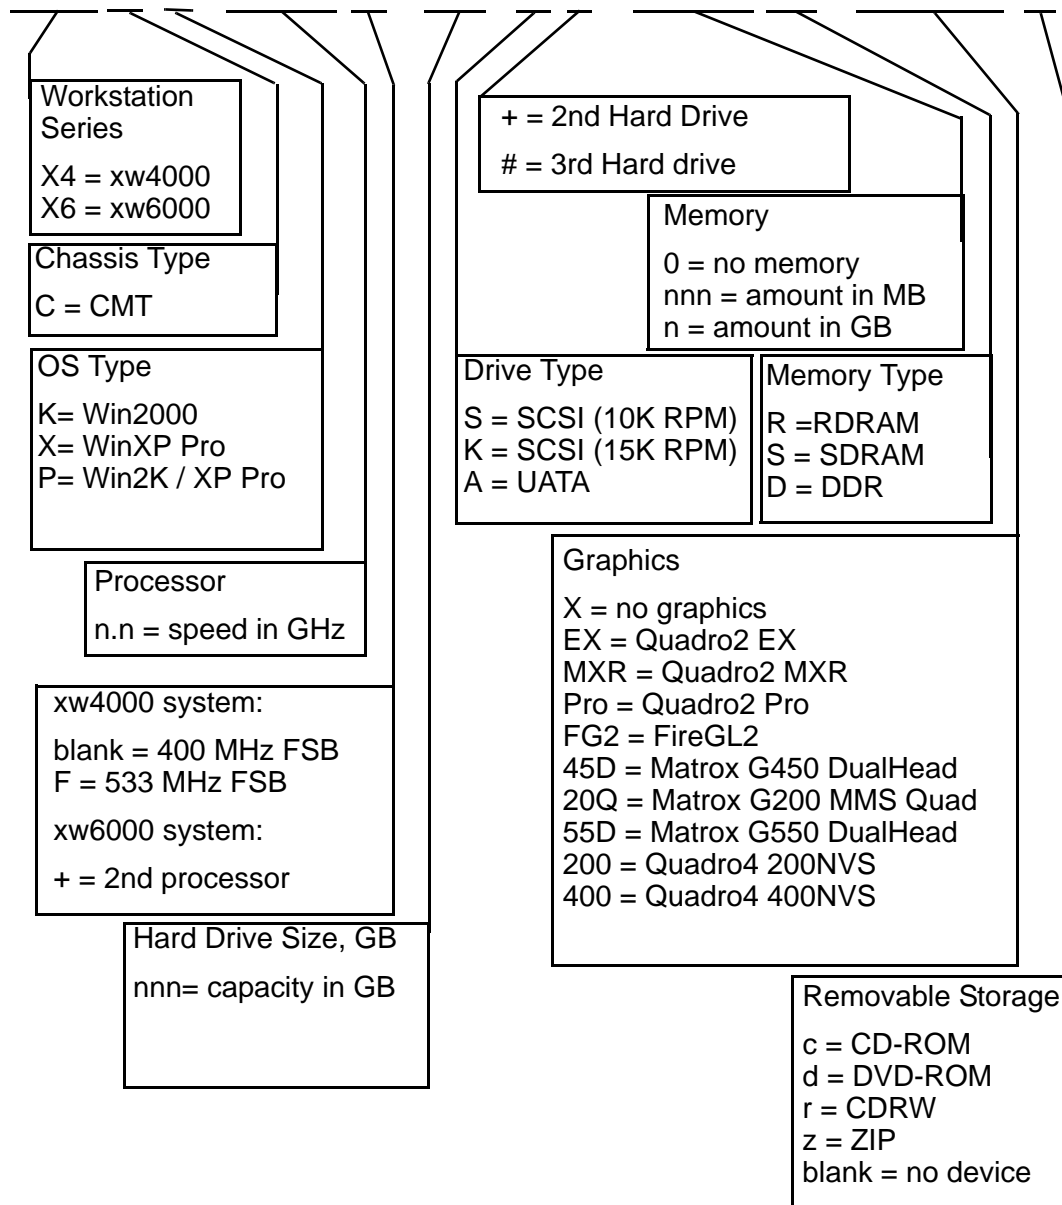 Workstation
Series
X4 = xw4000
X6 = xw6000
Chassis Type
C = CMT
OS Type
K= Win2000
X= WinXP Pro
P= Win2K / XP Pro
Processor
n.n = speed in GHz
xw4000 system:
blank = 400 MHz FSB
F = 533 MHz FSB
xw6000 system:
+ = 2nd processor
Hard Drive Size, GB
nnn= capacity in GB
+ = 2nd Hard Drive
# = 3rd Hard drive
Memory
0 = no memory
nnn = amount in MB
n = amount in GB
Drive Type
S = SCSI (10K RPM)
K = SCSI (15K RPM)
A = UATA
Memory Type
R =RDRAM
S = SDRAM
D = DDR
Graphics
X = no graphics
EX = Quadro2 EX
MXR = Quadro2 MXR
Pro = Quadro2 Pro
FG2 = FireGL2
45D = Matrox G450 DualHead
20Q = Matrox G200 MMS Quad
55D = Matrox G550 DualHead
200 = Quadro4 200NVS
400 = Quadro4 400NVS
Removable Storage
c = CD-ROM
d = DVD-ROM
r = CDRW
z = ZIP
blank = no device